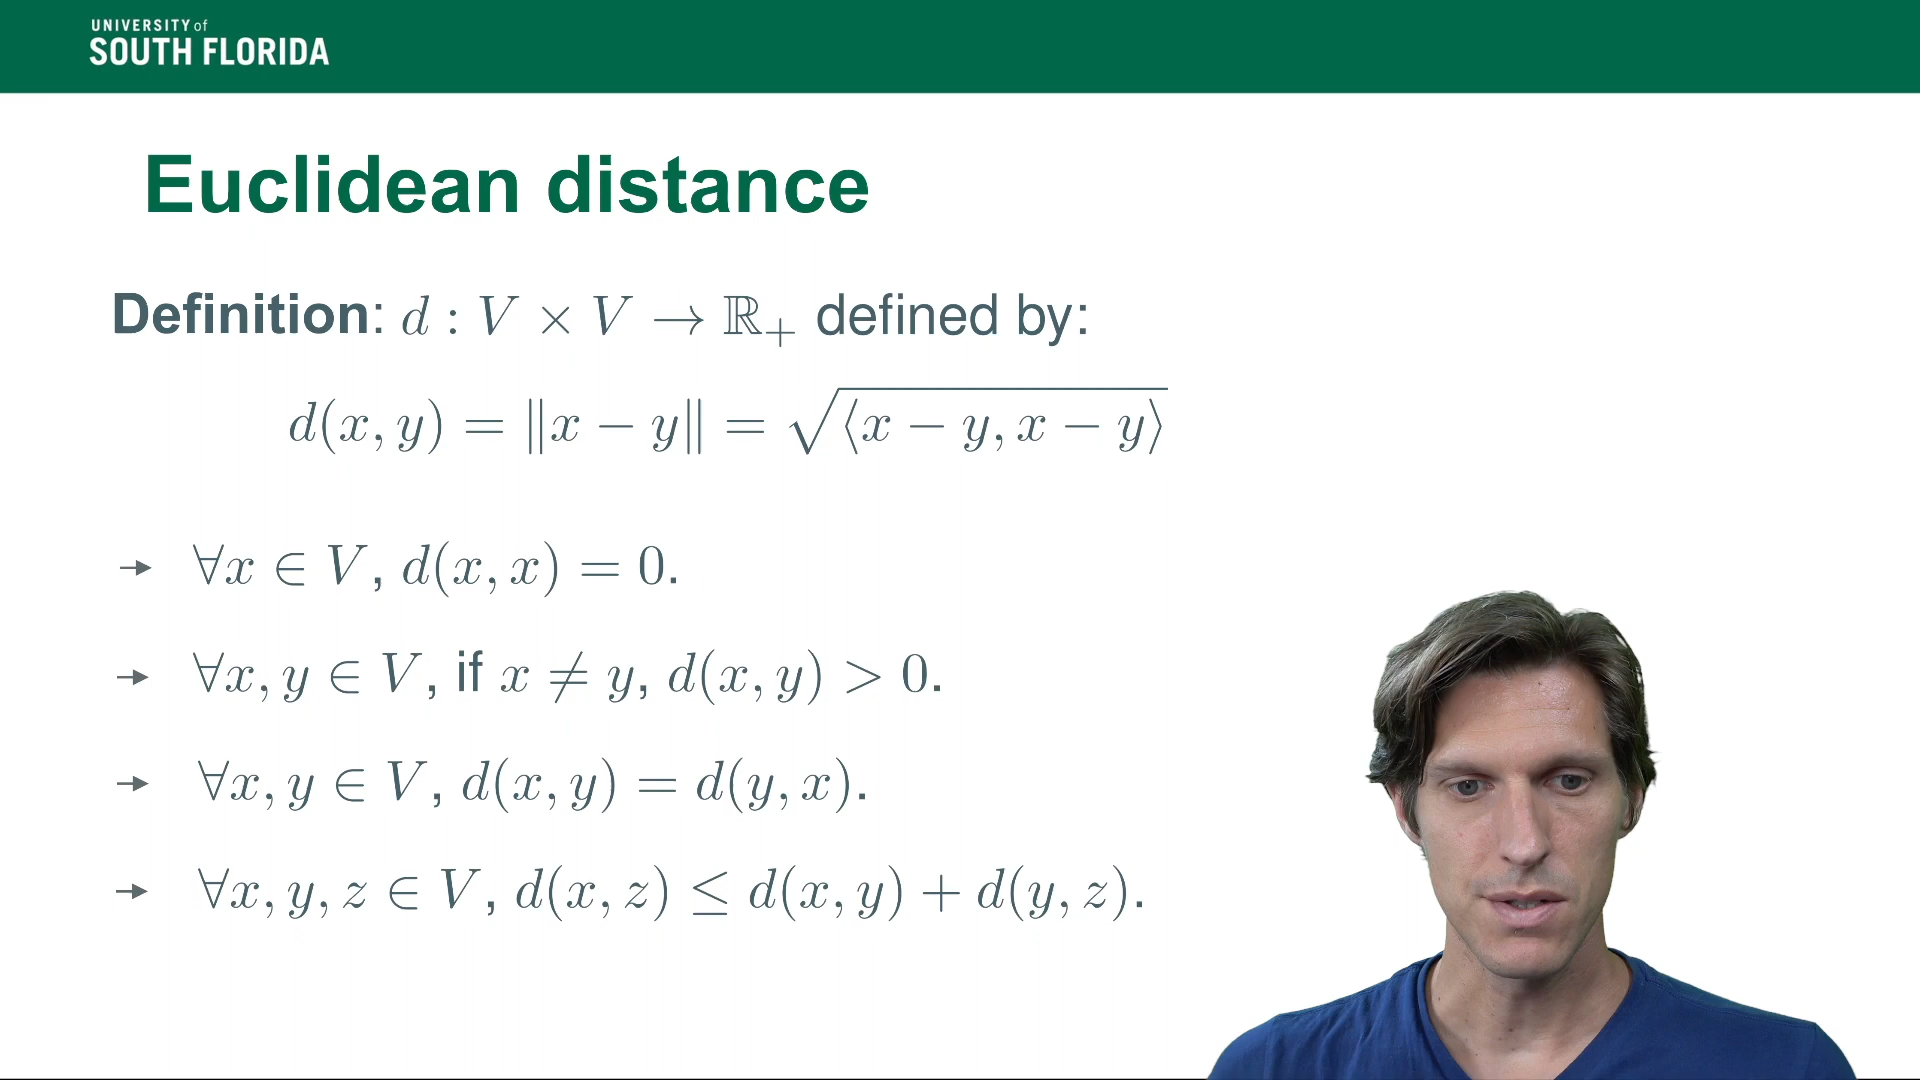 UNIVERSITY of
SOUTH FLORIDA
Euclidean distance
Definition: d : V × V → ℝ₊ defined by:
d(x, y) = ‖x − y‖ = √⟨x − y, x − y⟩
→ ∀x ∈ V, d(x, x) = 0.
→ ∀x, y ∈ V, if x ≠ y, d(x, y) > 0.
→ ∀x, y ∈ V, d(x, y) = d(y, x).
→ ∀x, y, z ∈ V, d(x, z) ≤ d(x, y) + d(y, z).